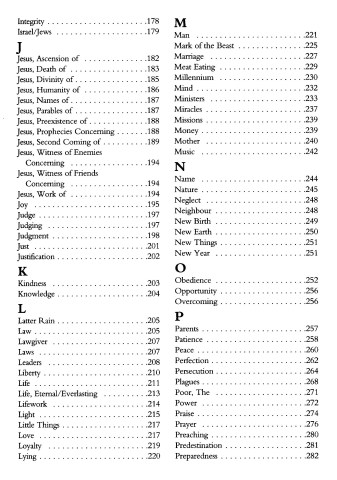 Integrity . . . . . . . . . . . . . . . . . . . . . .178
Israel/Jews . . . . . . . . . . . . . . . . . . . .179
J
Jesus, Ascension of . . . . . . . . . . . . .182
Jesus, Death of . . . . . . . . . . . . . . . .183
Jesus, Divinity of . . . . . . . . . . . . . . .185
Jesus, Humanity of . . . . . . . . . . . . .186
Jesus, Names of . . . . . . . . . . . . . . . .187
Jesus, Parables of . . . . . . . . . . . . . . .187
Jesus, Preexistence of . . . . . . . . . . . .188
Jesus, Prophecies Concerning . . . . . . .188
Jesus, Second Coming of . . . . . . . . . .189
Jesus, Witness of Enemies
Concerning . . . . . . . . . . . . . . . .194
Jesus, Witness of Friends
Concerning . . . . . . . . . . . . . . . .194
Jesus, Work of . . . . . . . . . . . . . . . .194
Joy . . . . . . . . . . . . . . . . . . . . . . . .195
Judge . . . . . . . . . . . . . . . . . . . . . . .197
Judging . . . . . . . . . . . . . . . . . . . . .197
Judgment . . . . . . . . . . . . . . . . . . . .198
Just . . . . . . . . . . . . . . . . . . . . . . . .201
Justification . . . . . . . . . . . . . . . . . . .202
K
Kindness . . . . . . . . . . . . . . . . . . . .203
Knowledge . . . . . . . . . . . . . . . . . . .204
L
Latter Rain . . . . . . . . . . . . . . . . . . .205
Law . . . . . . . . . . . . . . . . . . . . . . . .205
Lawgiver . . . . . . . . . . . . . . . . . . . .207
Laws . . . . . . . . . . . . . . . . . . . . . . .207
Leaders . . . . . . . . . . . . . . . . . . . . .208
Liberty . . . . . . . . . . . . . . . . . . . . . .210
Life . . . . . . . . . . . . . . . . . . . . . . . .211
Life, Eternal/Everlasting . . . . . . . . . .213
Lifework . . . . . . . . . . . . . . . . . . . .214
Light . . . . . . . . . . . . . . . . . . . . . . .215
Little Things . . . . . . . . . . . . . . . . . .217
Love . . . . . . . . . . . . . . . . . . . . . . .217
Loyalty . . . . . . . . . . . . . . . . . . . . .219
Lying . . . . . . . . . . . . . . . . . . . . . . .220
M
Man . . . . . . . . . . . . . . . . . . . . . . .221
Mark of the Beast . . . . . . . . . . . . . .225
Marriage . . . . . . . . . . . . . . . . . . . .227
Meat Eating . . . . . . . . . . . . . . . . . .229
Millennium . . . . . . . . . . . . . . . . . .230
Mind . . . . . . . . . . . . . . . . . . . . . . .232
Ministers . . . . . . . . . . . . . . . . . . . .233
Miracles . . . . . . . . . . . . . . . . . . . . .237
Missions . . . . . . . . . . . . . . . . . . . . .239
Money . . . . . . . . . . . . . . . . . . . . . .239
Mother . . . . . . . . . . . . . . . . . . . . .240
Music . . . . . . . . . . . . . . . . . . . . . .242
N
Name . . . . . . . . . . . . . . . . . . . . . .244
Nature . . . . . . . . . . . . . . . . . . . . . .245
Neglect . . . . . . . . . . . . . . . . . . . . .248
Neighbour . . . . . . . . . . . . . . . . . . .248
New Birth . . . . . . . . . . . . . . . . . . .249
New Earth . . . . . . . . . . . . . . . . . . .250
New Things . . . . . . . . . . . . . . . . . .251
New Year . . . . . . . . . . . . . . . . . . .251
O
Obedience . . . . . . . . . . . . . . . . . . .252
Opportunity . . . . . . . . . . . . . . . . . .256
Overcoming . . . . . . . . . . . . . . . . . .256
P
Parents . . . . . . . . . . . . . . . . . . . . . .257
Patience . . . . . . . . . . . . . . . . . . . . .258
Peace . . . . . . . . . . . . . . . . . . . . . . .260
Perfection . . . . . . . . . . . . . . . . . . . .262
Persecution . . . . . . . . . . . . . . . . . . .264
Plagues . . . . . . . . . . . . . . . . . . . . . .268
Poor, The . . . . . . . . . . . . . . . . . . .271
Power . . . . . . . . . . . . . . . . . . . . . .272
Praise . . . . . . . . . . . . . . . . . . . . . . .274
Prayer . . . . . . . . . . . . . . . . . . . . . .276
Preaching . . . . . . . . . . . . . . . . . . . .280
Predestination . . . . . . . . . . . . . . . . .281
Preparedness . . . . . . . . . . . . . . . . . .282